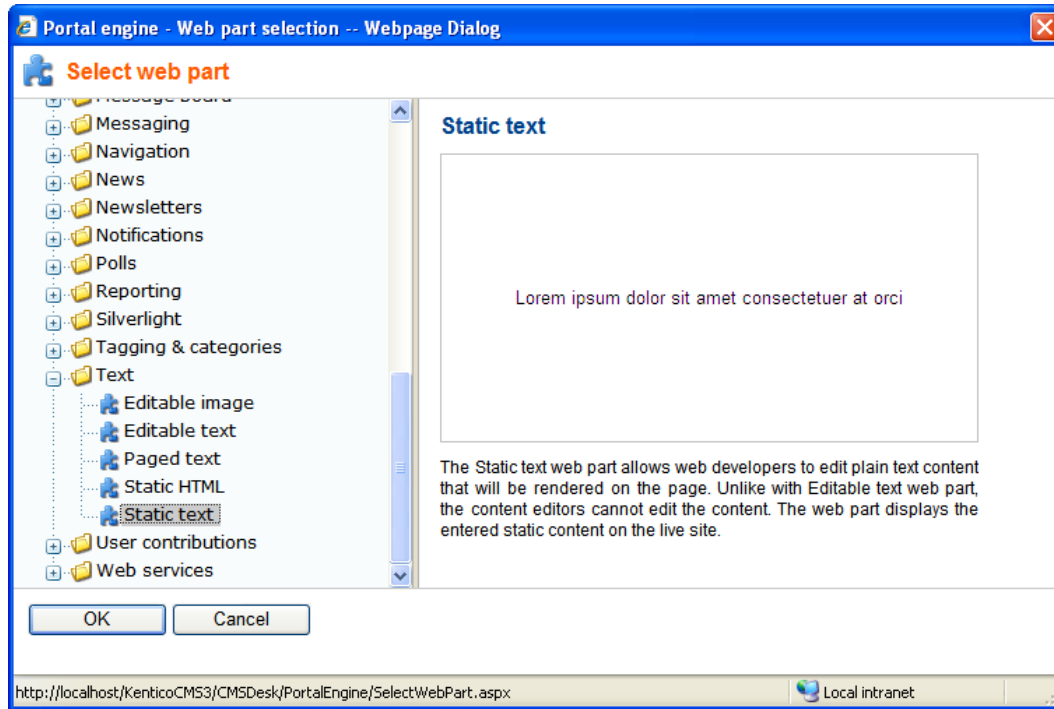 Portal engine - Web part selection -- Webpage Dialog
Select web part
Message board
Messaging
Navigation
News
Newsletters
Notifications
Polls
Reporting
Silverlight
Tagging & categories
Text
Editable image
Editable text
Paged text
Static HTML
Static text
User contributions
Web services
Static text
Lorem ipsum dolor sit amet consectetuer at orci
The Static text web part allows web developers to edit plain text content
that will be rendered on the page. Unlike with Editable text web part,
the content editors cannot edit the content. The web part displays the
entered static content on the live site.
OK
Cancel
http://localhost/KenticoCMS3/CMSDesk/PortalEngine/SelectWebPart.aspx
Local intranet